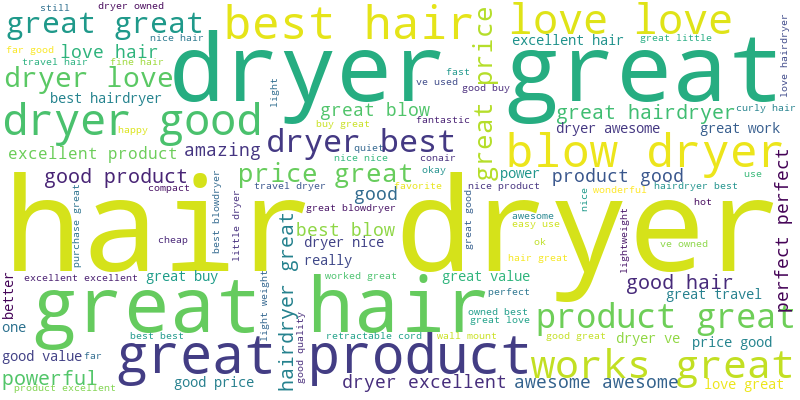 still
dryer owned
great great
best hair
love love
far good
nice hair
love hair
travel hair
fine hair
dryer
great
great price
excellent hair
great little
love hairdryer
dryer love
best hairdryer
light
fast
ve used
good buy
curly hair
dryer good
happy
great blow
buy great
fantastic
great hairdryer
dryer awesome
great work
excellent product
amazing
dryer best
quiet
nice nice
conair
okay
blow dryer
power
product good
hairdryer best
use
good product
compact
price great
travel dryer
favorite
good
nice product
nice
wonderful
hot
perfect perfect
hair dryer
purchase great
cheap
best blowdryer
little dryer
great blowdryer
best blow
dryer nice
really
great good
awesome
easy use
ok
hair great
lightweight
ve owned
better
excellent excellent
great buy
light weight
hairdryer great
worked great
great value
perfect
good hair
great travel
one
great hair
owned best
great love
product great
best best
good quality
retractable cord
wall mount
good great
dryer ve
price good
good value
far
great product
works great
powerful
product excellent
good price
dryer excellent
awesome awesome
love great